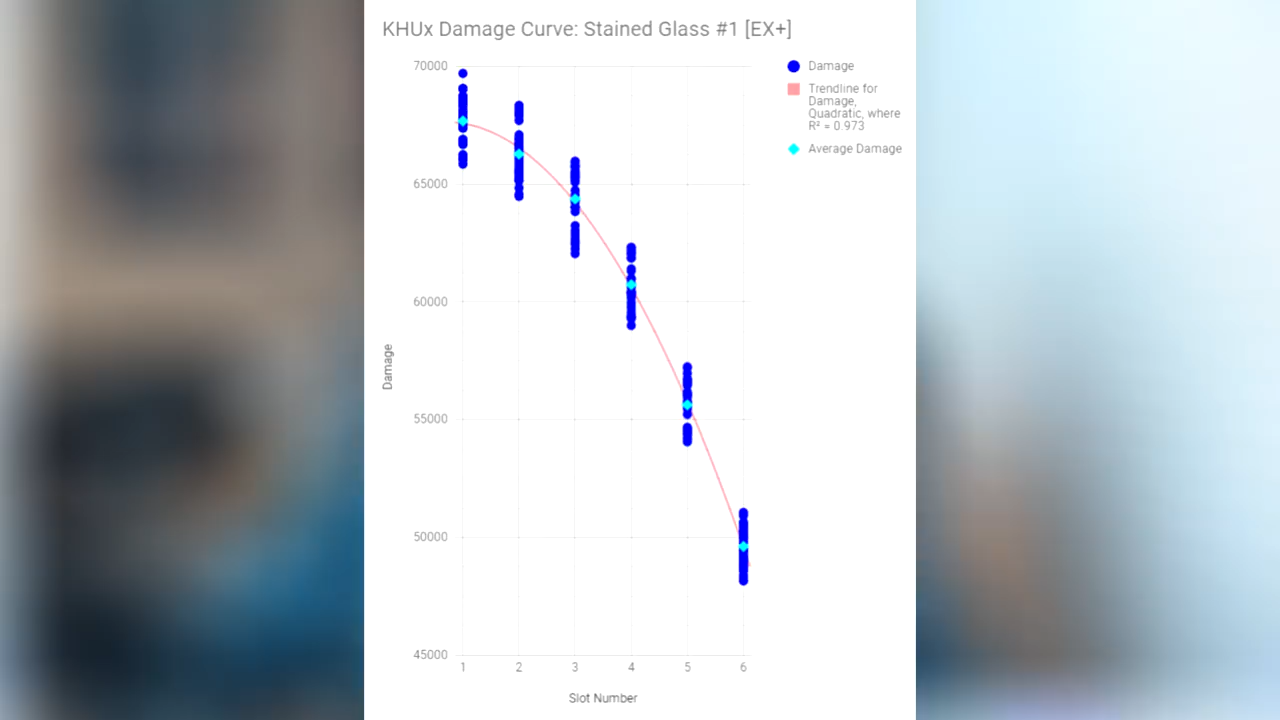 KHUx Damage Curve: Stained Glass #1 [EX+]
70000
65000
60000
55000
50000
45000
Damage
1 2 3 4 5 6
Slot Number
Damage
Trendline for
Damage,
Quadratic, where
R² = 0.973
Average Damage